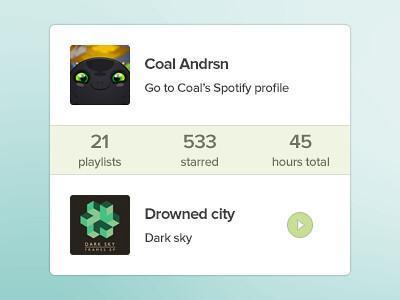 Coal Andrsn
Go to Coal's Spotify profile
21
playlists
533
starred
45
hours total
Drowned city
Dark sky
DARK SKY
FRAMES EP